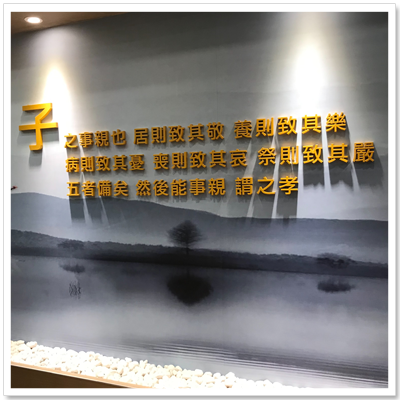 子之事親也 居則致其敬 養則致其樂
病則致其憂 喪則致其哀 祭則致其嚴
五者備矣 然後能事親 謂之孝